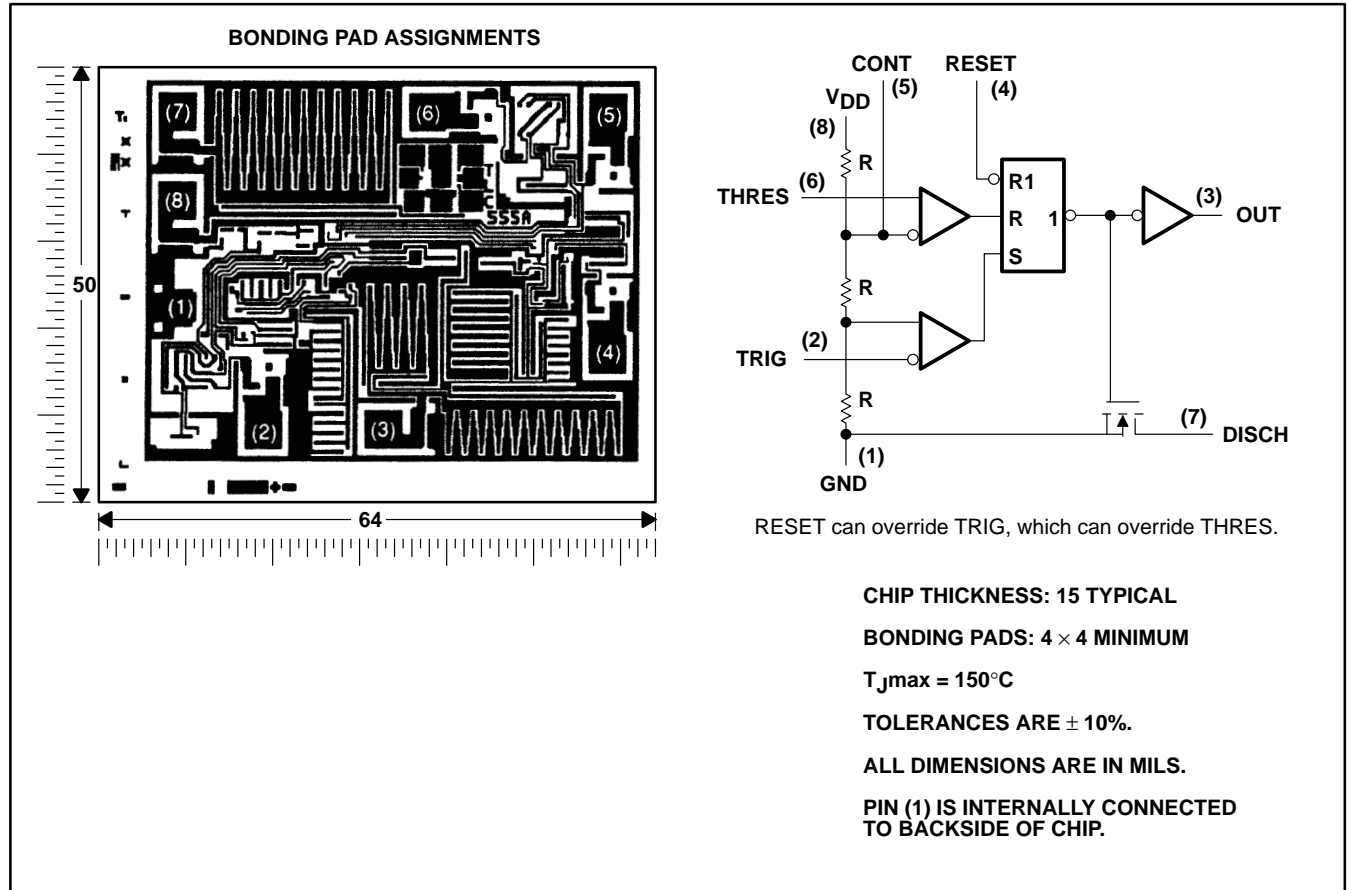 BONDING PAD ASSIGNMENTS
(7)
(6)
(5)
(8)
T
C
555A
(1)
(4)
(2)
(3)
50
64
CONT
(5)
RESET
(4)
VDD
(8)
R
THRES
(6)
R1
R
1
S
(3)
OUT
R
TRIG
(2)
R
(7)
DISCH
(1)
GND
RESET can override TRIG, which can override THRES.
CHIP THICKNESS: 15 TYPICAL
BONDING PADS: 4 × 4 MINIMUM
TJmax = 150°C
TOLERANCES ARE ± 10%.
ALL DIMENSIONS ARE IN MILS.
PIN (1) IS INTERNALLY CONNECTED
TO BACKSIDE OF CHIP.